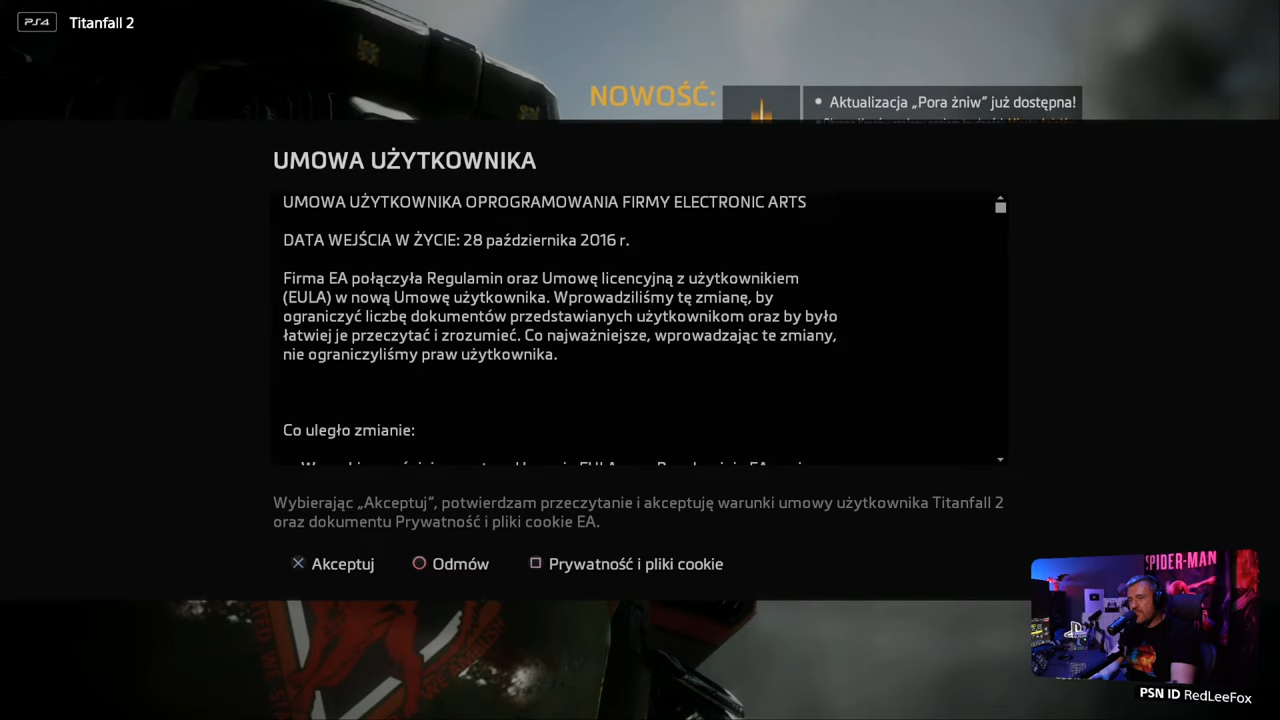 PS4 Titanfall 2
NOWOŚĆ:
Aktualizacja „Pora żniw” już dostępna!
UMOWA UŻYTKOWNIKA
UMOWA UŻYTKOWNIKA OPROGRAMOWANIA FIRMY ELECTRONIC ARTS
DATA WEJŚCIA W ŻYCIE: 28 października 2016 r.
Firma EA połączyła Regulamin oraz Umowę licencyjną z użytkownikiem
(EULA) w nową Umowę użytkownika. Wprowadziliśmy tę zmianę, by
ograniczyć liczbę dokumentów przedstawianych użytkownikom oraz by było
łatwiej je przeczytać i zrozumieć. Co najważniejsze, wprowadzając te zmiany,
nie ograniczyliśmy praw użytkownika.
Co uległo zmianie:
Wybierając „Akceptuj”, potwierdzam przeczytanie i akceptuję warunki umowy użytkownika Titanfall 2
oraz dokumentu Prywatność i pliki cookie EA.
Akceptuj Odmów Prywatność i pliki cookie
SPIDER-MAN
PSN ID RedLeeFox